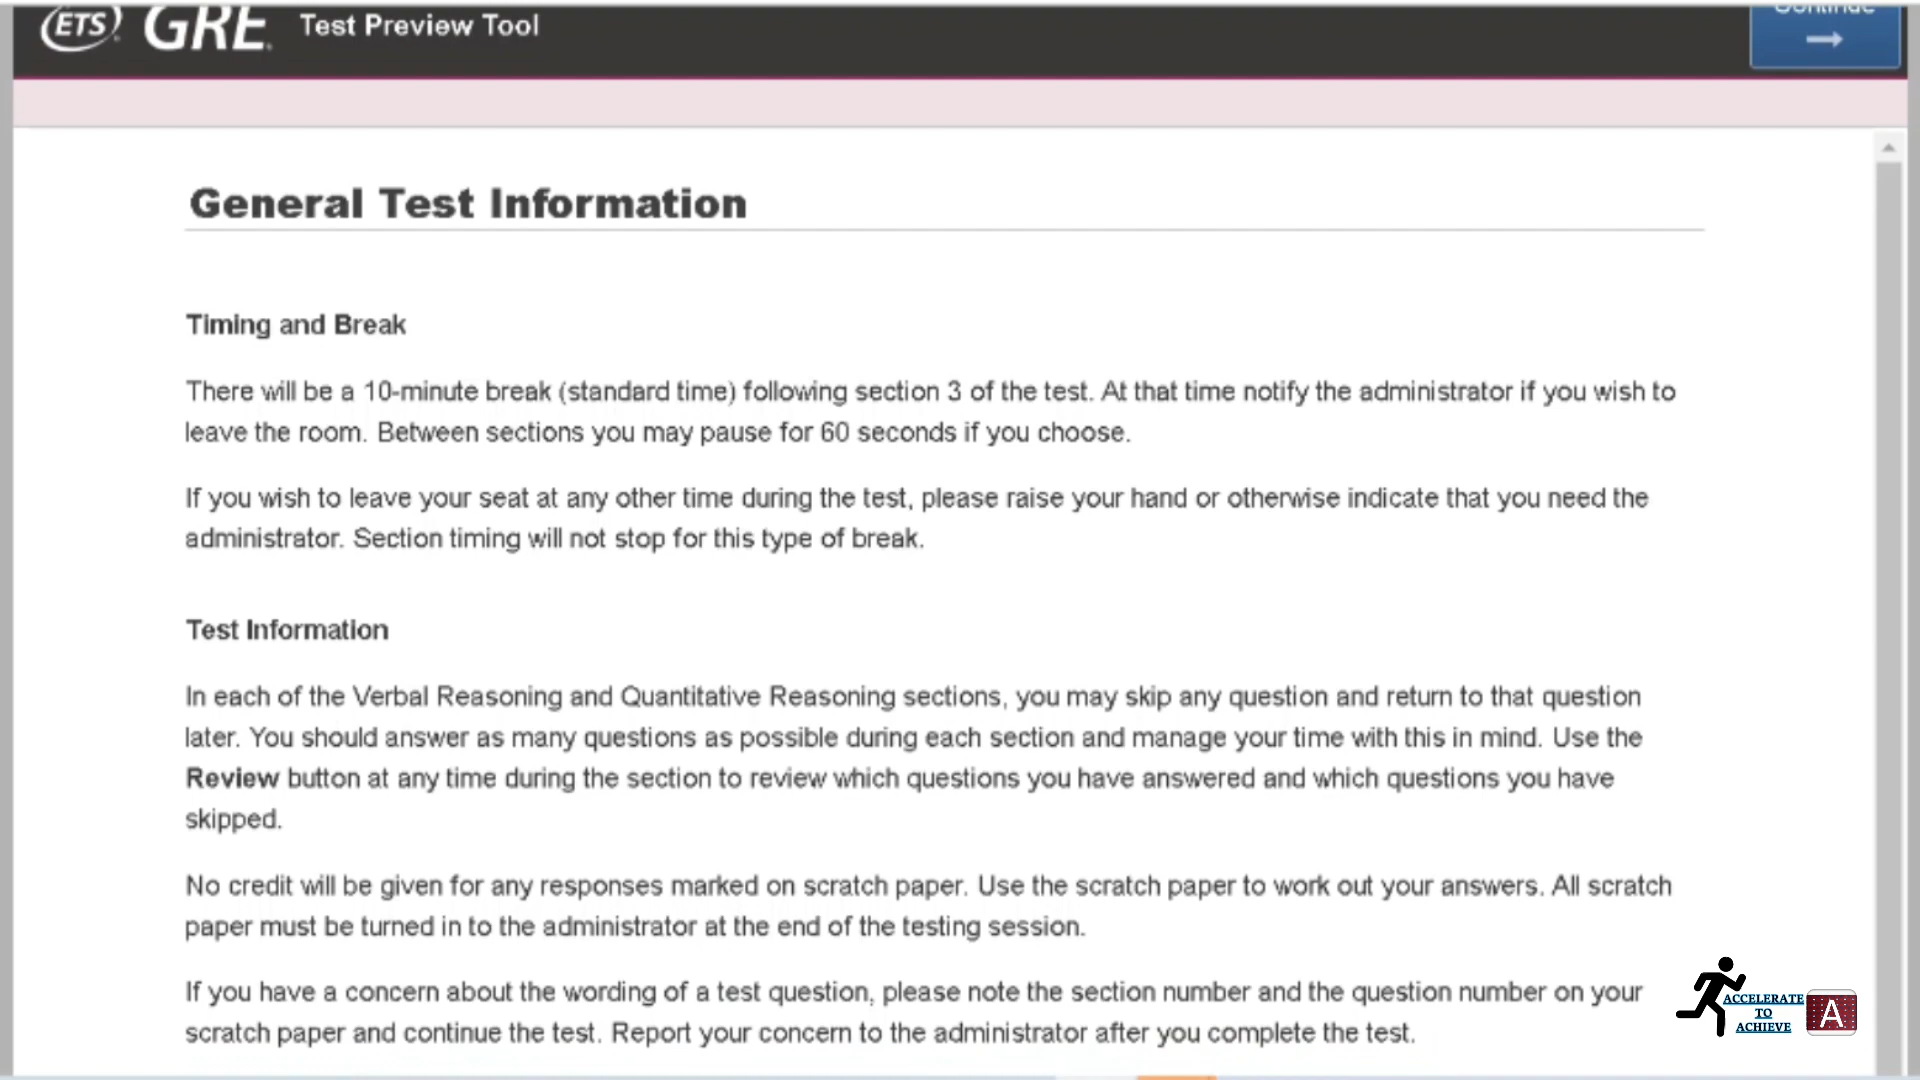 ETS GRE Test Preview Tool
Continue
General Test Information
Timing and Break
There will be a 10-minute break (standard time) following section 3 of the test. At that time notify the administrator if you wish to
leave the room. Between sections you may pause for 60 seconds if you choose.
If you wish to leave your seat at any other time during the test, please raise your hand or otherwise indicate that you need the
administrator. Section timing will not stop for this type of break.
Test Information
In each of the Verbal Reasoning and Quantitative Reasoning sections, you may skip any question and return to that question
later. You should answer as many questions as possible during each section and manage your time with this in mind. Use the
Review button at any time during the section to review which questions you have answered and which questions you have
skipped.
No credit will be given for any responses marked on scratch paper. Use the scratch paper to work out your answers. All scratch
paper must be turned in to the administrator at the end of the testing session.
If you have a concern about the wording of a test question, please note the section number and the question number on your
scratch paper and continue the test. Report your concern to the administrator after you complete the test.
ACCELERATE
TO
ACHIEVE
A